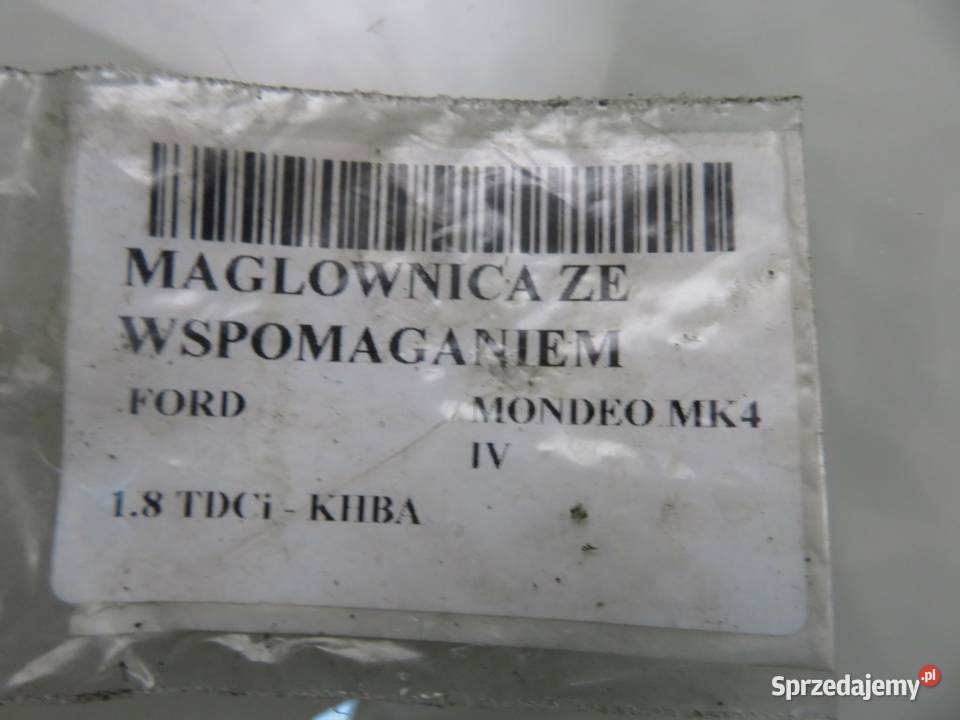 MAGLOWNICA ZE
WSPOMAGANIEM
FORD MONDEO MK4
IV
1.8 TDCi - KHBA
Sprzedajemy.pl